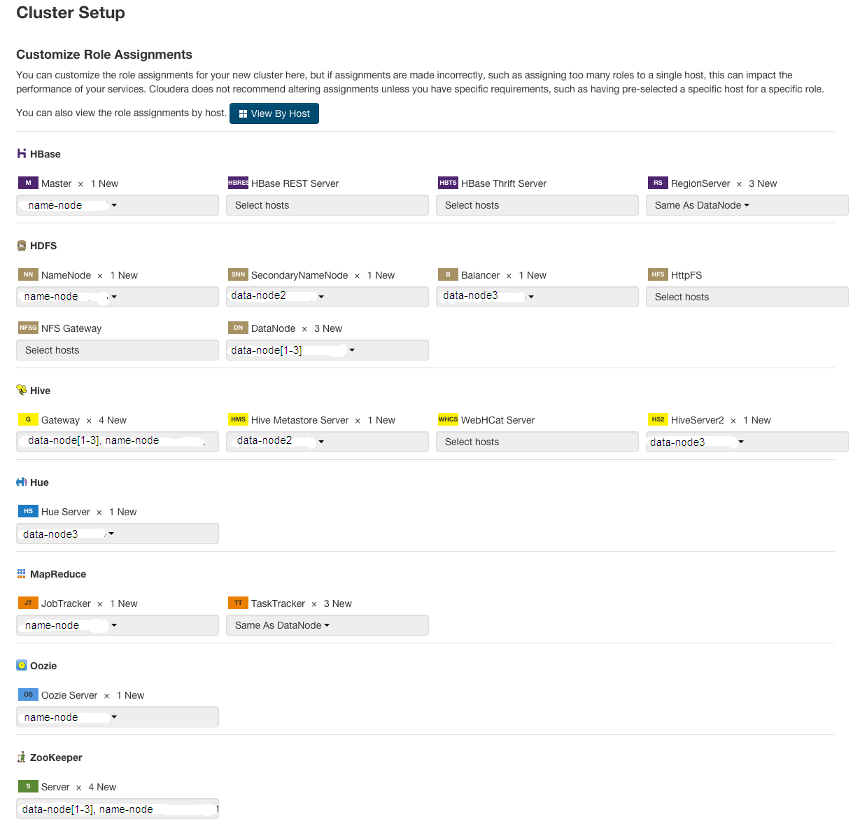 Cluster Setup
Customize Role Assignments
You can customize the role assignments for your new cluster here, but if assignments are made incorrectly, such as assigning too many roles to a single host, this can impact the
performance of your services. Cloudera does not recommend altering assignments unless you have specific requirements, such as having pre-selected a specific host for a specific role.
You can also view the role assignments by host. View By Host
HBase
M Master × 1 New HBRES HBase REST Server HBTS HBase Thrift Server RS RegionServer × 3 New
name-node Select hosts Select hosts Same As DataNode
HDFS
NN NameNode × 1 New SNN SecondaryNameNode × 1 New B Balancer × 1 New HFS HttpFS
name-node data-node2 data-node3 Select hosts
NFSG NFS Gateway DN DataNode × 3 New
Select hosts data-node[1-3]
Hive
G Gateway × 4 New HMS Hive Metastore Server × 1 New WHCS WebHCat Server HS2 HiveServer2 × 1 New
data-node[1-3], name-node data-node2 Select hosts data-node3
Hue
HS Hue Server × 1 New
data-node3
MapReduce
JT JobTracker × 1 New TT TaskTracker × 3 New
name-node Same As DataNode
Oozie
OS Oozie Server × 1 New
name-node
ZooKeeper
S Server × 4 New
data-node[1-3], name-node